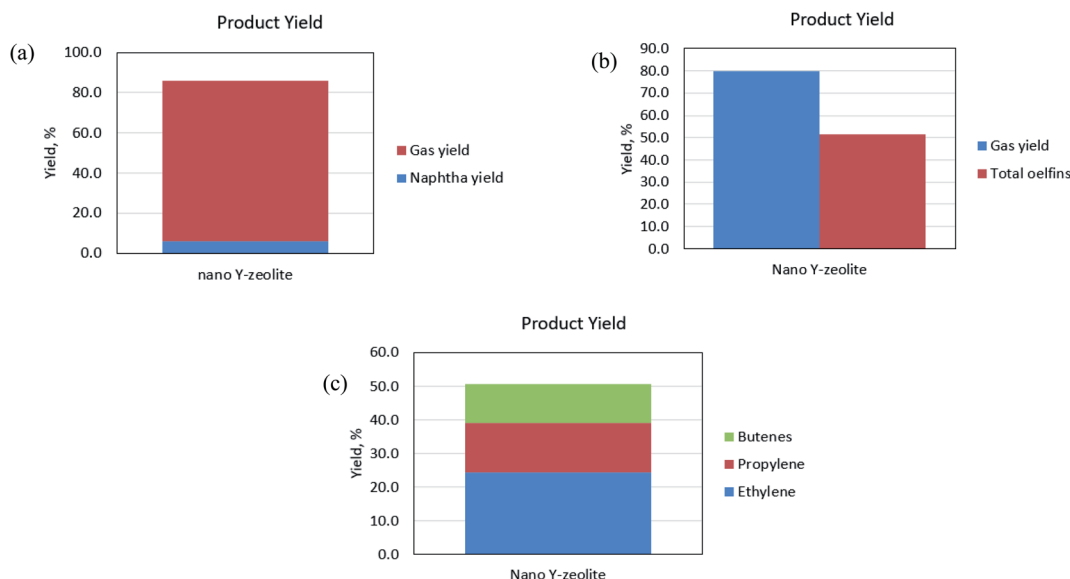 Product Yield
(a)
100.0
80.0
60.0
40.0
20.0
0.0
Yield, %
nano Y-zeolite
Gas yield
Naphtha yield
Product Yield
(b)
90.0
80.0
70.0
60.0
50.0
40.0
30.0
20.0
10.0
0.0
Yield, %
Nano Y-zeolite
Gas yield
Total oelfins
Product Yield
(c)
60.0
50.0
40.0
30.0
20.0
10.0
0.0
Yield, %
Nano Y-zeolite
Butenes
Propylene
Ethylene